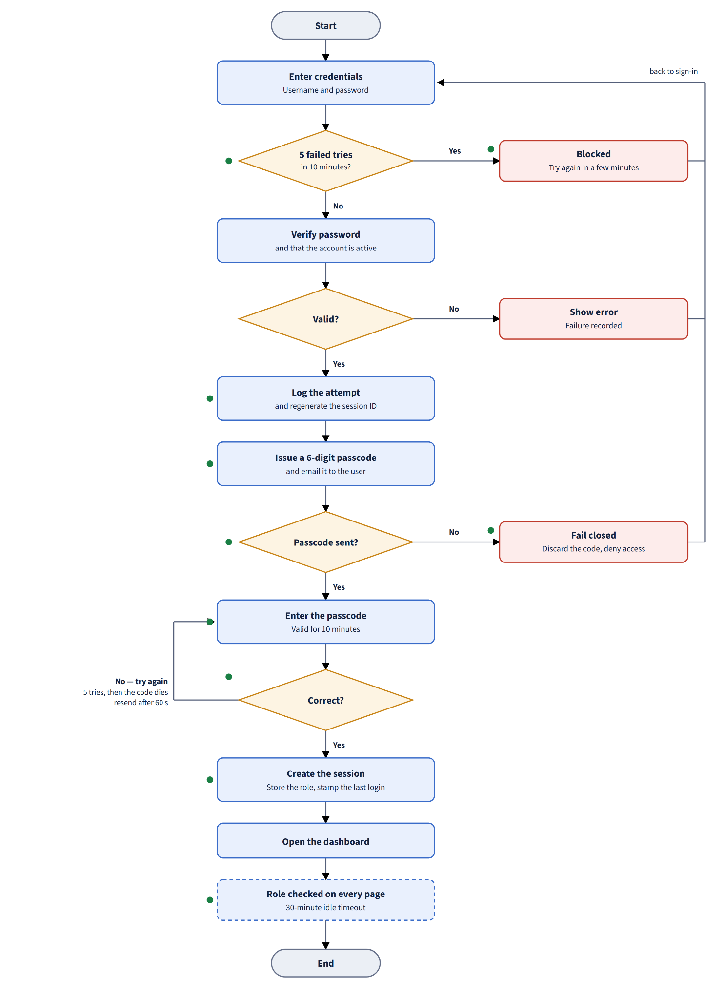 Start
Enter credentials
Username and password
back to sign-in
5 failed tries
in 10 minutes?
Yes
Blocked
Try again in a few minutes
No
Verify password
and that the account is active
Valid?
No
Show error
Failure recorded
Yes
Log the attempt
and regenerate the session ID
Issue a 6-digit passcode
and email it to the user
Passcode sent?
No
Fail closed
Discard the code, deny access
Yes
Enter the passcode
Valid for 10 minutes
No — try again
5 tries, then the code dies
resend after 60 s
Correct?
Yes
Create the session
Store the role, stamp the last login
Open the dashboard
Role checked on every page
30-minute idle timeout
End